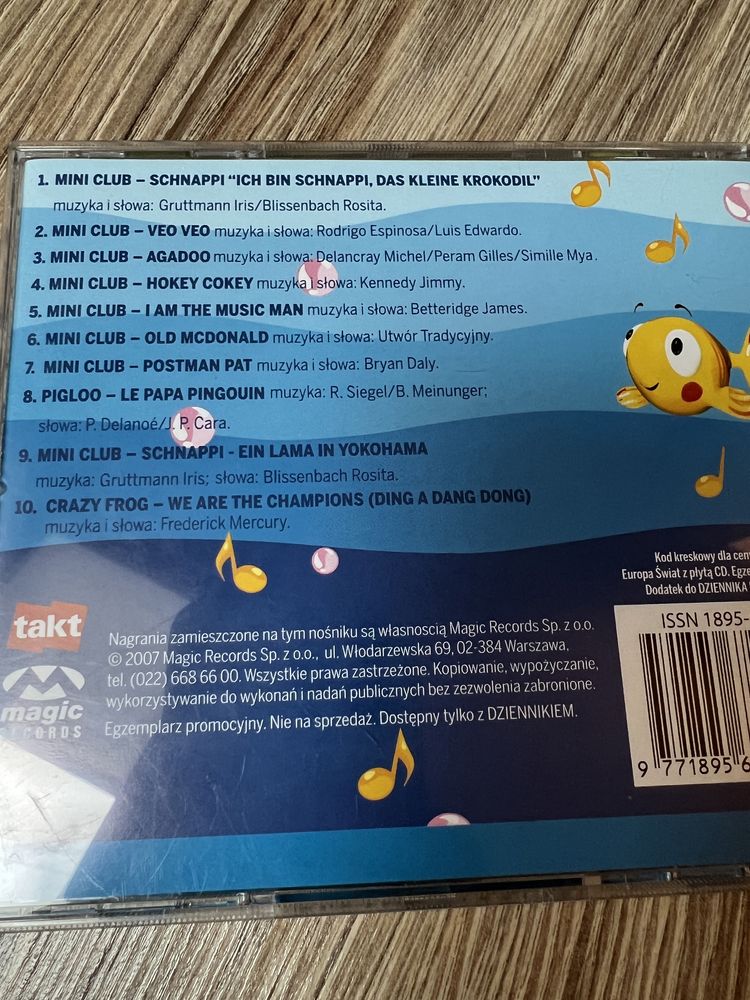 1. MINI CLUB – SCHNAPPI “ICH BIN SCHNAPPI, DAS KLEINE KROKODIL”
muzyka i słowa: Gruttmann Iris/Blissenbach Rosita.
2. MINI CLUB – VEO VEO muzyka i słowa: Rodrigo Espinosa/Luis Edwardo.
3. MINI CLUB – AGADOO muzyka i słowa: Delancray Michel/Peram Gilles/Simille Mya.
4. MINI CLUB – HOKEY COKEY muzyka i słowa: Kennedy Jimmy.
5. MINI CLUB – I AM THE MUSIC MAN muzyka i słowa: Betteridge James.
6. MINI CLUB – OLD MCDONALD muzyka i słowa: Utwór Tradycyjny.
7. MINI CLUB – POSTMAN PAT muzyka i słowa: Bryan Daly.
8. PIGLOO – LE PAPA PINGOUIN muzyka: R. Siegel/B. Meinunger;
słowa: P. Delanoé/J. P. Cara.
9. MINI CLUB – SCHNAPPI - EIN LAMA IN YOKOHAMA
muzyka: Gruttmann Iris; słowa: Blissenbach Rosita.
10. CRAZY FROG – WE ARE THE CHAMPIONS (DING A DANG DONG)
muzyka i słowa: Frederick Mercury.
Kod kreskowy dla
Europa Świat z płytą CD.
Dodatek do DZIENNIKA
ISSN 1895-
9 771895 6
takt
magic
RECORDS
Nagrania zamieszczone na tym nośniku są własnoscią Magic Records Sp. z o.o.
© 2007 Magic Records Sp. z o.o., ul. Włodarzewska 69, 02-384 Warszawa,
tel. (022) 668 66 00. Wszystkie prawa zastrzeżone. Kopiowanie, wypożyczanie,
wykorzystywanie do wykonań i nadań publicznych bez zezwolenia zabronione.
Egzemplarz promocyjny. Nie na sprzedaż. Dostępny tylko z DZIENNIKIEM.